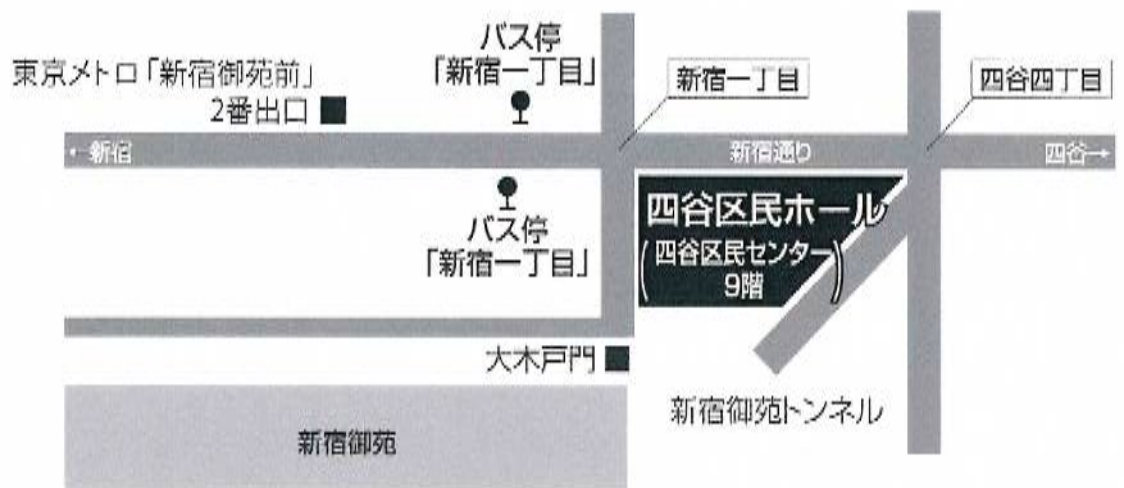 バス停
「新宿一丁目」
東京メトロ「新宿御苑前」
2番出口
新宿一丁目
四谷四丁目
←新宿
新宿通り
四谷→
四谷区民ホール
(四谷区民センター)
9階
バス停
「新宿一丁目」
大木戸門
新宿御苑トンネル
新宿御苑